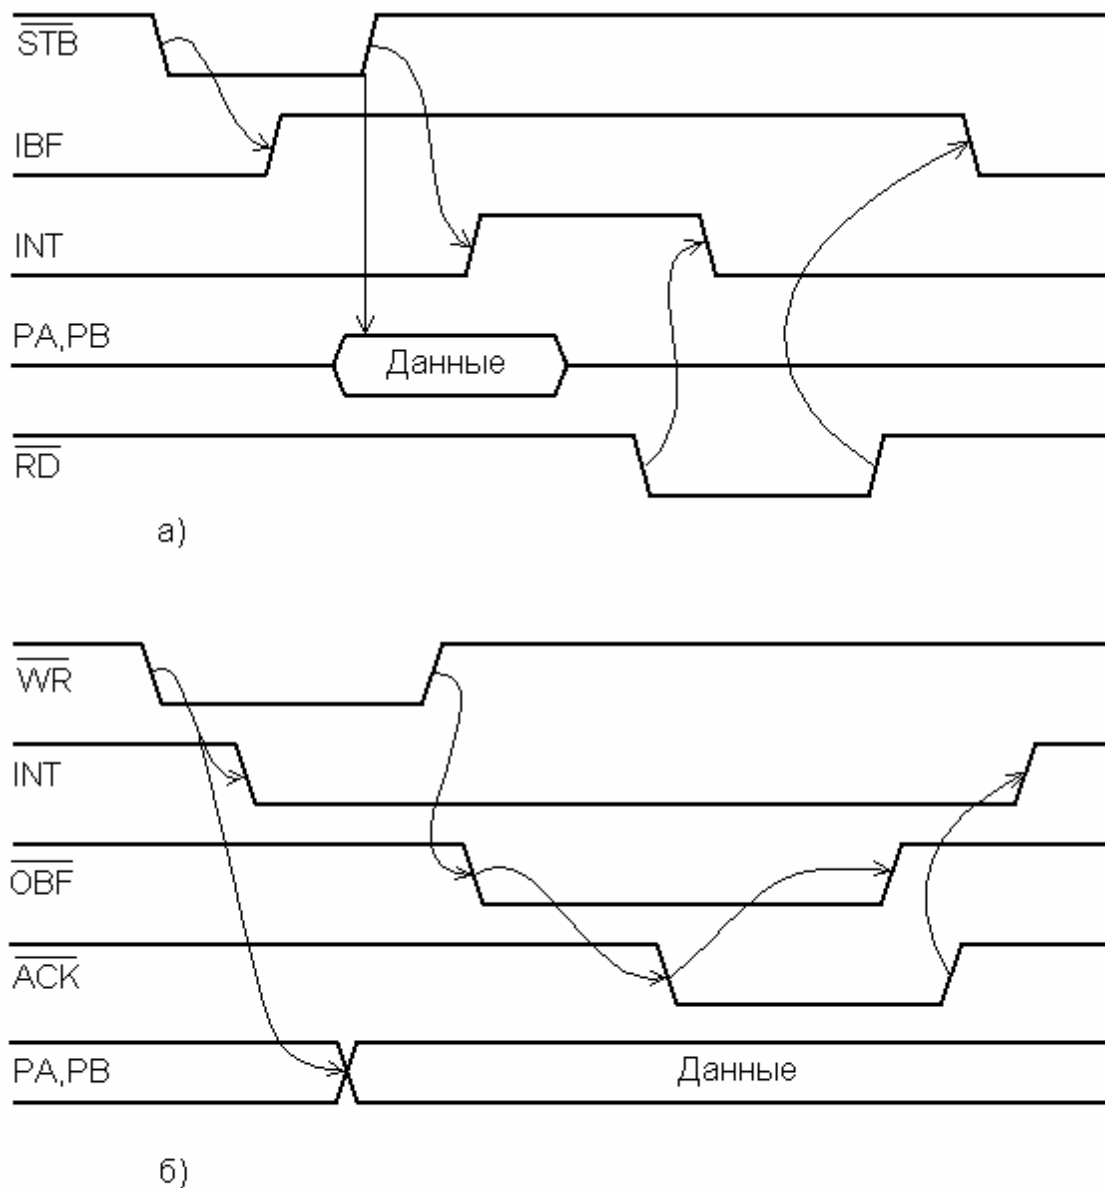 STB
IBF
INT
PA,PB
Данные
RD
а)
WR
INT
OBF
ACK
PA,PB
Данные
б)